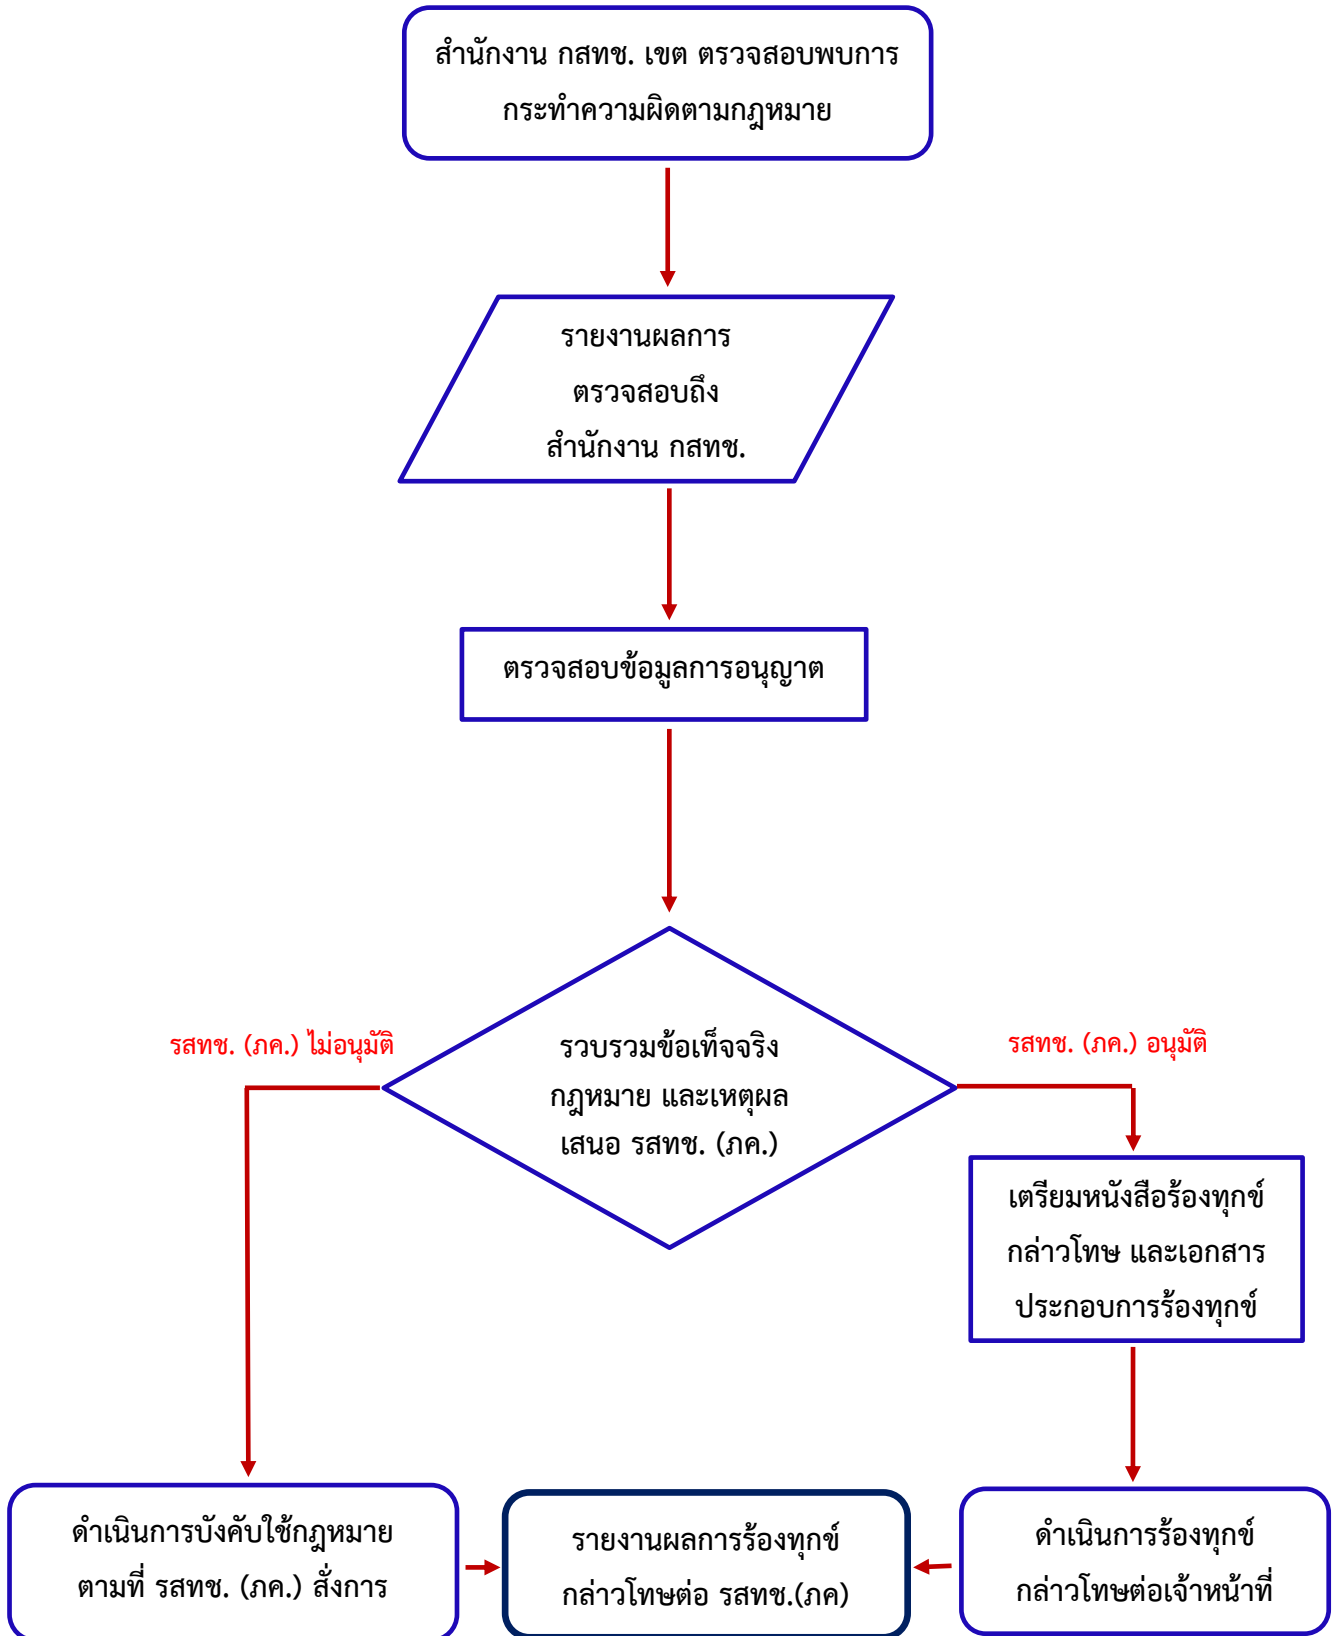 สำนักงาน กสทช. เขต ตรวจสอบพบการ
กระทำความผิดตามกฎหมาย
รายงานผลการ
ตรวจสอบถึง
สำนักงาน กสทช.
ตรวจสอบข้อมูลการอนุญาต
รสทช. (ภค.) ไม่อนุมัติ
รวบรวมข้อเท็จจริง
กฎหมาย และเหตุผล
เสนอ รสทช. (ภค.)
รสทช. (ภค.) อนุมัติ
เตรียมหนังสือร้องทุกข์
กล่าวโทษ และเอกสาร
ประกอบการร้องทุกข์
ดำเนินการบังคับใช้กฎหมาย
ตามที่ รสทช. (ภค.) สั่งการ
รายงานผลการร้องทุกข์
กล่าวโทษต่อ รสทช.(ภค)
ดำเนินการร้องทุกข์
กล่าวโทษต่อเจ้าหน้าที่